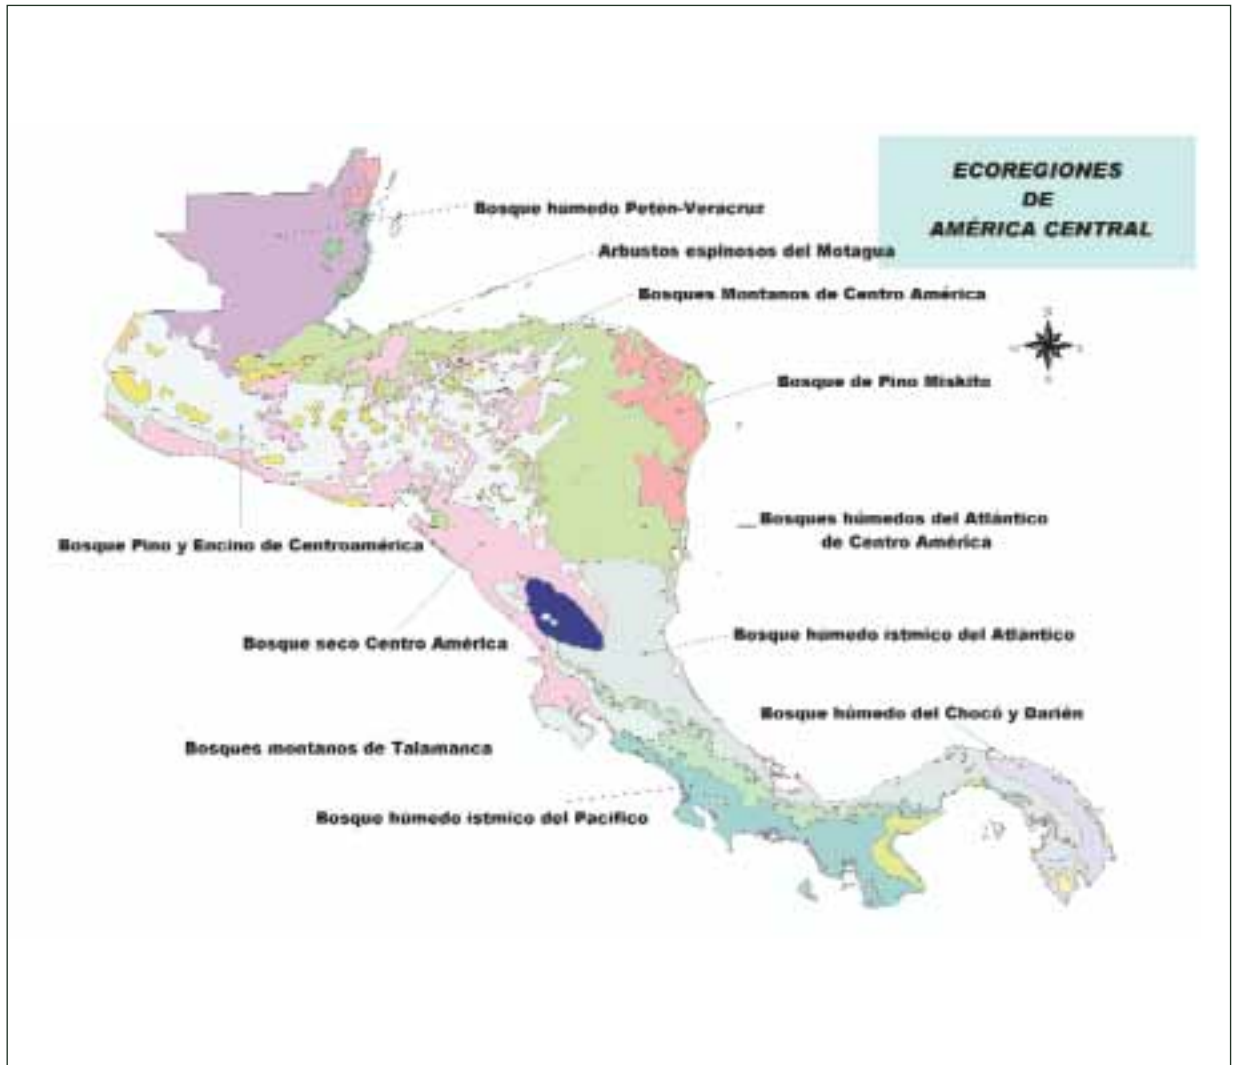 ECOREGIONES
DE
AMÉRICA CENTRAL
Bosque húmedo Petén-Veracruz
Arbustos espinosos del Motagua
Bosques Montanos de Centro América
Bosque de Pino Miskito
Bosques húmedos del Atlántico
de Centro América
Bosque Pino y Encino de Centroamérica
Bosque húmedo ístmico del Atlántico
Bosque seco Centro América
Bosque húmedo del Chocó y Darién
Bosques montanos de Talamanca
Bosque húmedo ístmico del Pacífico